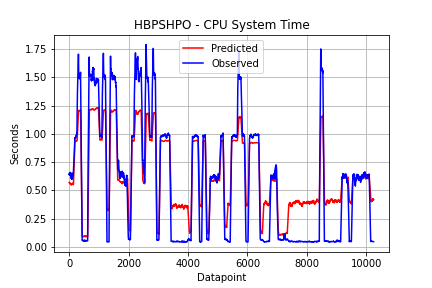 HBPSHPO - CPU System Time
Predicted
Observed
1.75
1.50
1.25
1.00
0.75
0.50
0.25
0.00
Seconds
0 2000 4000 6000 8000 10000
Datapoint